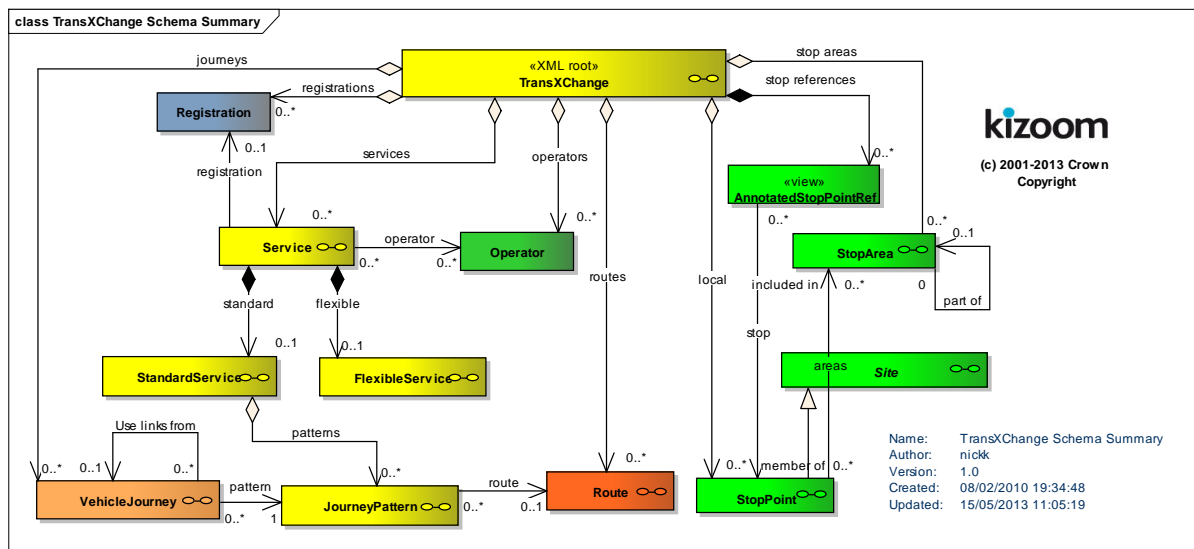 class TransXChange Schema Summary
journeys
«XML root»
TransXChange
stop areas
stop references
registrations
Registration
0..*
0..1
registration
services
operators
kizoom
(c) 2001-2013 Crown
Copyright
0..*
«view»
AnnotatedStopPointRef
0..*
0..*
0..*
0..1
Service
0..*
operator
0..*
Operator
StopArea
0..*
0
part of
routes
local
included in
standard
flexible
stop
0..1
0..1
StandardService
FlexibleService
areas
Site
Use links from
patterns
0..1
0..*
0..*
0..*
0..*
0..*
member of
0..*
VehicleJourney
pattern
0..*
1
JourneyPattern
route
0..*
0..1
Route
StopPoint
Name: TransXChange Schema Summary
Author: nickk
Version: 1.0
Created: 08/02/2010 19:34:48
Updated: 15/05/2013 11:05:19